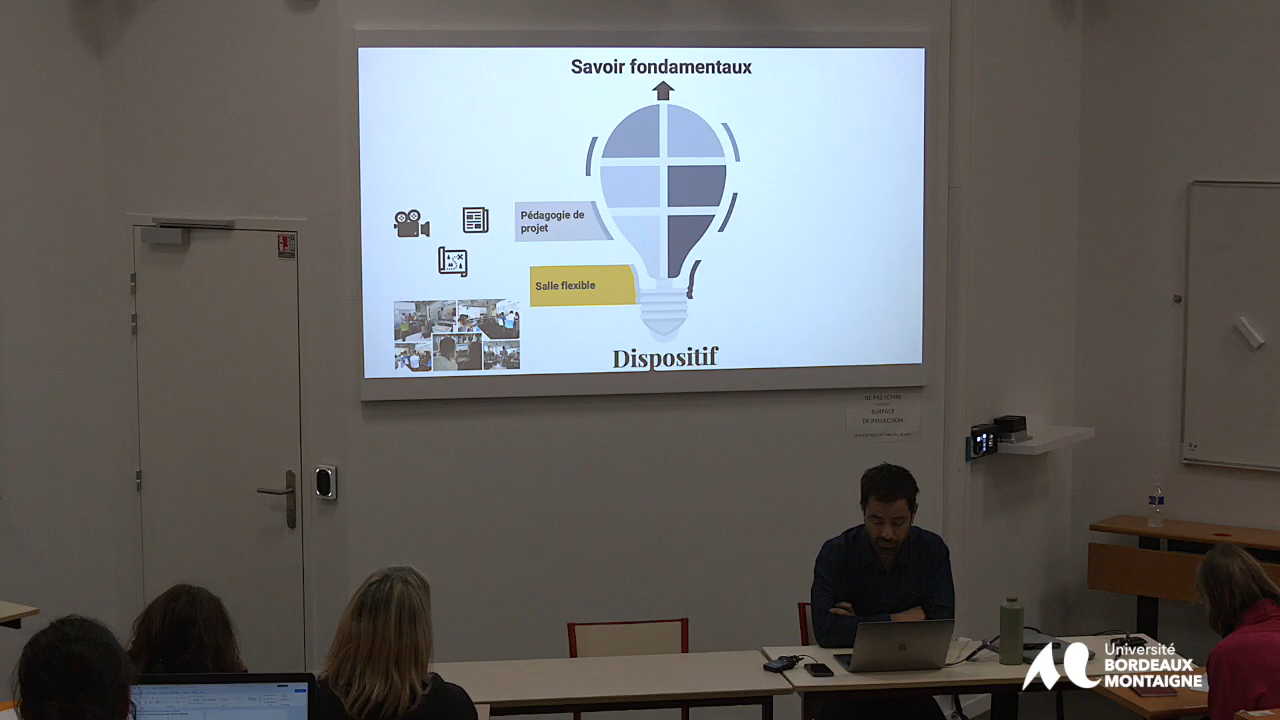 Savoir fondamentaux
Pédagogie de
projet
Salle flexible
Dispositif
NE PAS ECRIRE
SURFACE
DE PROJECTION
Université
BORDEAUX
MONTAIGNE